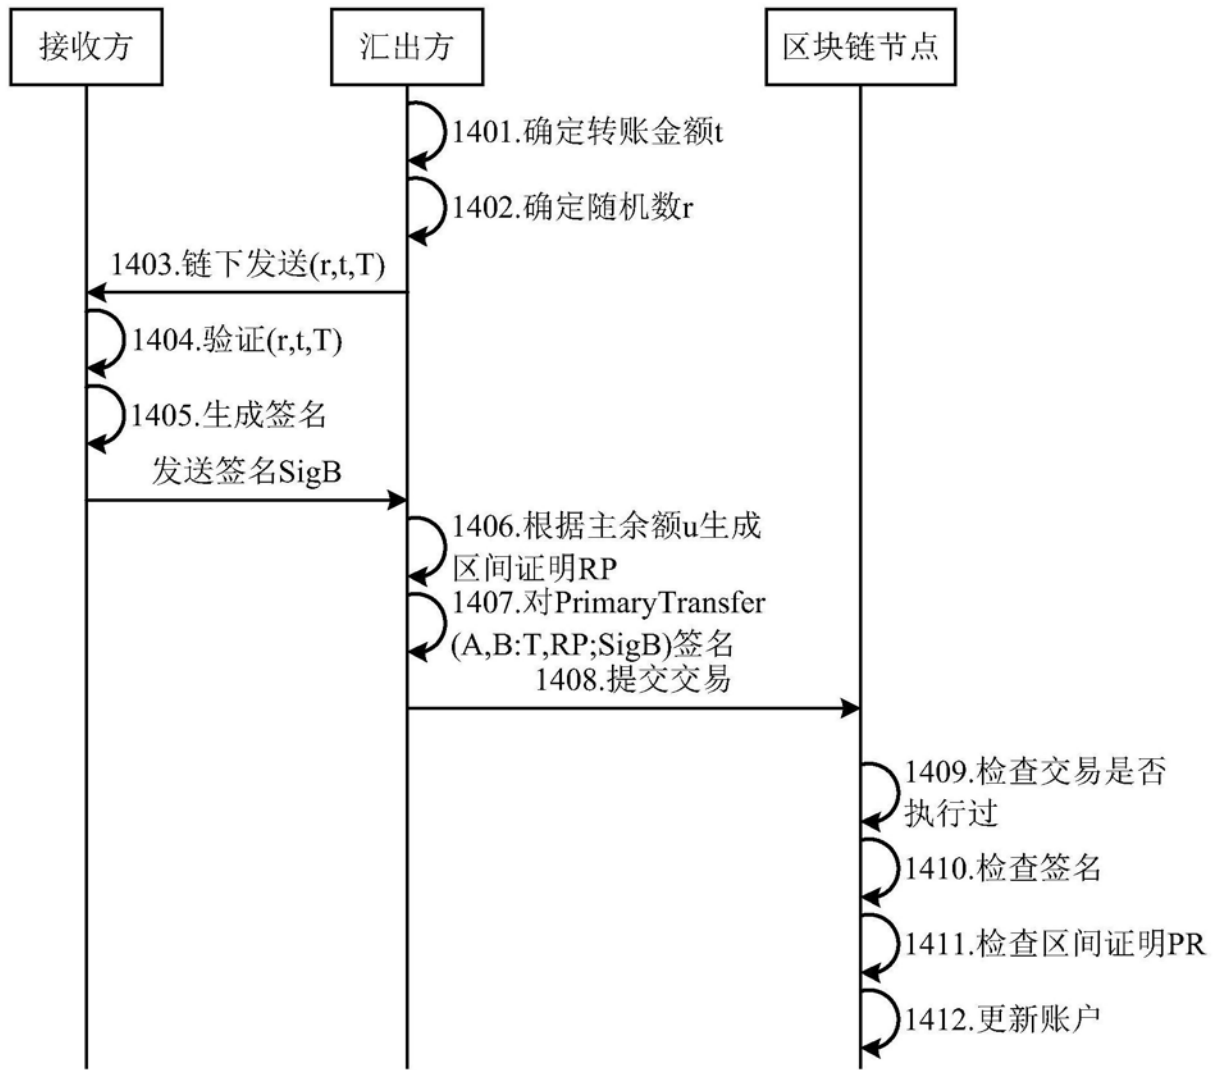 接收方
汇出方
区块链节点
1401.确定转账金额t
1402.确定随机数r
1403.链下发送(r,t,T)
1404.验证(r,t,T)
1405.生成签名
发送签名SigB
1406.根据主余额u生成
区间证明RP
1407.对PrimaryTransfer
(A,B:T,RP;SigB)签名
1408.提交交易
1409.检查交易是否
执行过
1410.检查签名
1411.检查区间证明PR
1412.更新账户